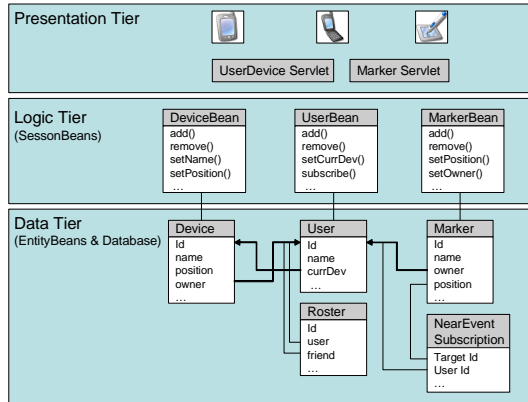 Presentation Tier
UserDevice Servlet
Marker Servlet
Logic Tier
(SessonBeans)
DeviceBean
add()
remove()
setName()
setPosition()
...
UserBean
add()
remove()
setCurrDev()
subscribe()
...
MarkerBean
add()
remove()
setPosition()
setOwner()
...
Data Tier
(EntityBeans & Database)
Device
Id
name
position
owner
...
User
Id
name
currDev
...
Marker
Id
name
owner
position
...
Roster
Id
user
friend
...
NearEvent
Subscription
Target Id
User Id
...